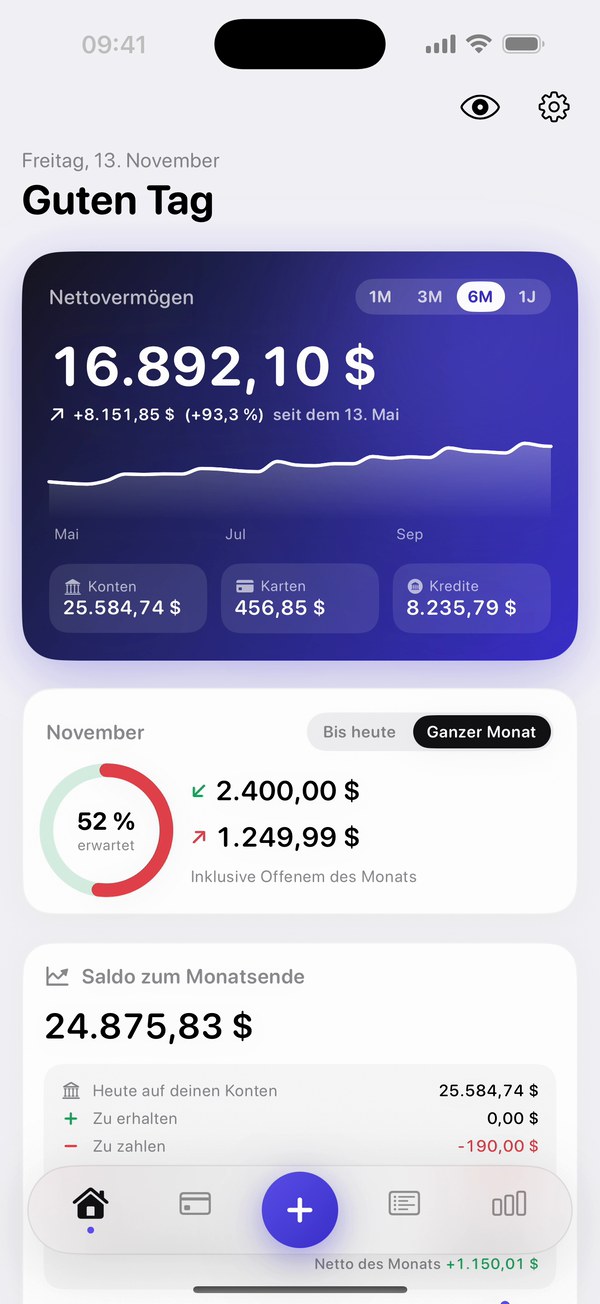 09:41
Freitag, 13. November
Guten Tag
Nettovermögen
1M 3M 6M 1J
16.892,10 $
+8.151,85 $ (+93,3 %) seit dem 13. Mai
Mai Jul Sep
Konten Karten Kredite
25.584,74 $ 456,85 $ 8.235,79 $
November
Bis heute Ganzer Monat
52 %
erwartet
2.400,00 $
1.249,99 $
Inklusive Offenem des Monats
Saldo zum Monatsende
24.875,83 $
Heute auf deinen Konten 25.584,74 $
+ Zu erhalten 0,00 $
− Zu zahlen -190,00 $
Netto des Monats +1.150,01 $